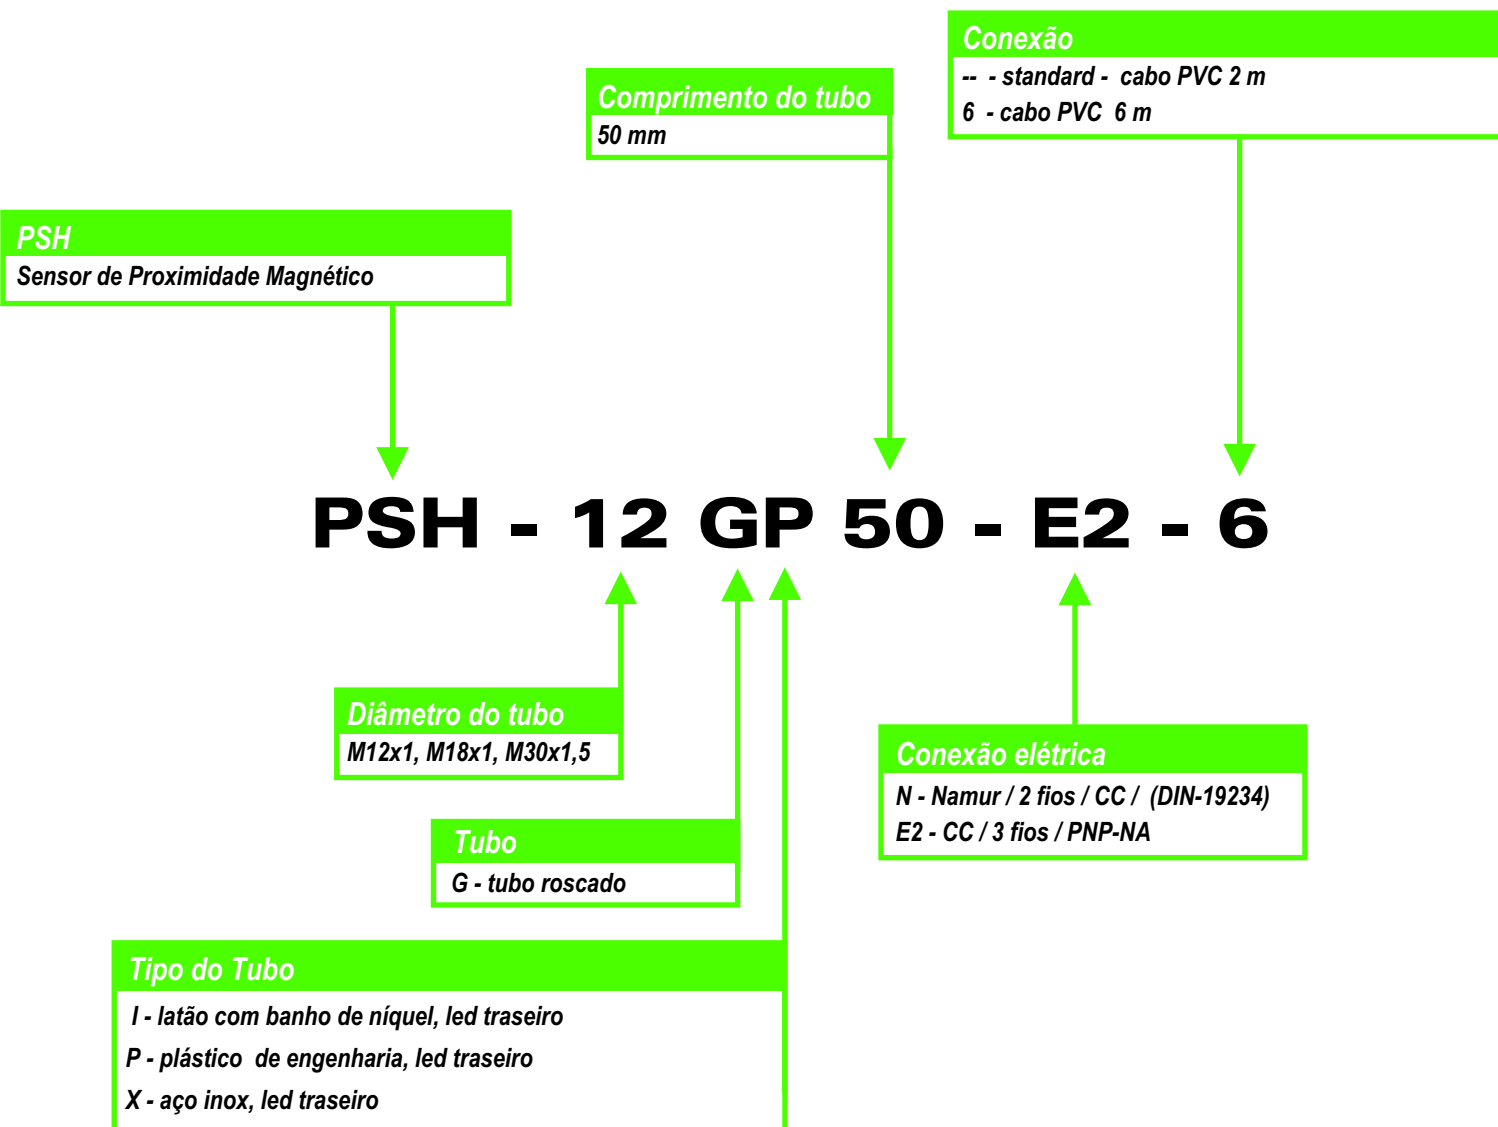 Conexão
-- - standard - cabo PVC 2 m
6 - cabo PVC 6 m
Comprimento do tubo
50 mm
PSH
Sensor de Proximidade Magnético
PSH - 12 GP 50 - E2 - 6
Diâmetro do tubo
M12x1, M18x1, M30x1,5
Conexão elétrica
N - Namur / 2 fios / CC / (DIN-19234)
E2 - CC / 3 fios / PNP-NA
Tubo
G - tubo roscado
Tipo do Tubo
I - latão com banho de níquel, led traseiro
P - plástico de engenharia, led traseiro
X - aço inox, led traseiro